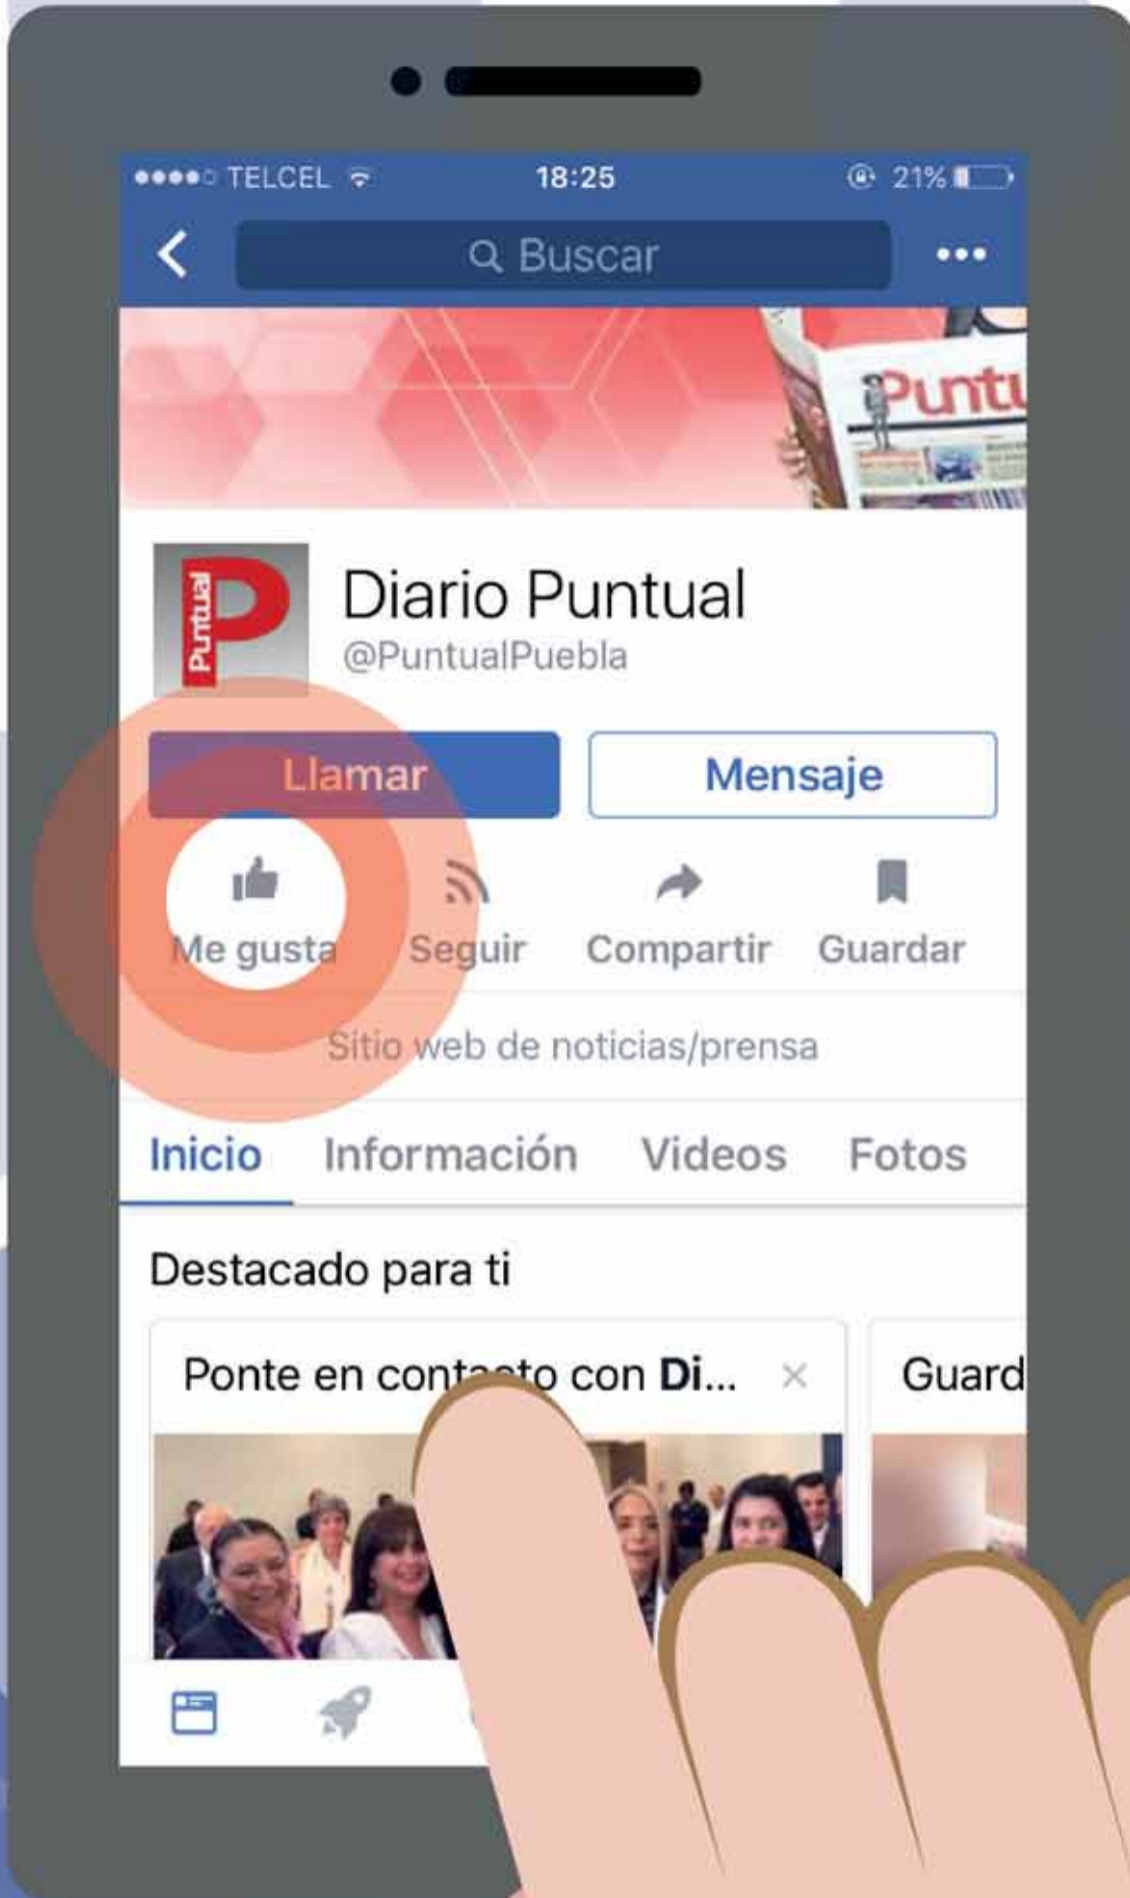 TELCEL 18:25 21%
Buscar
Puntu
Puntual
P
Diario Puntual
@PuntualPuebla
Llamar Mensaje
Me gusta Seguir Compartir Guardar
Sitio web de noticias/prensa
Inicio Información Videos Fotos
Destacado para ti
Ponte en contacto con Di... × Guard